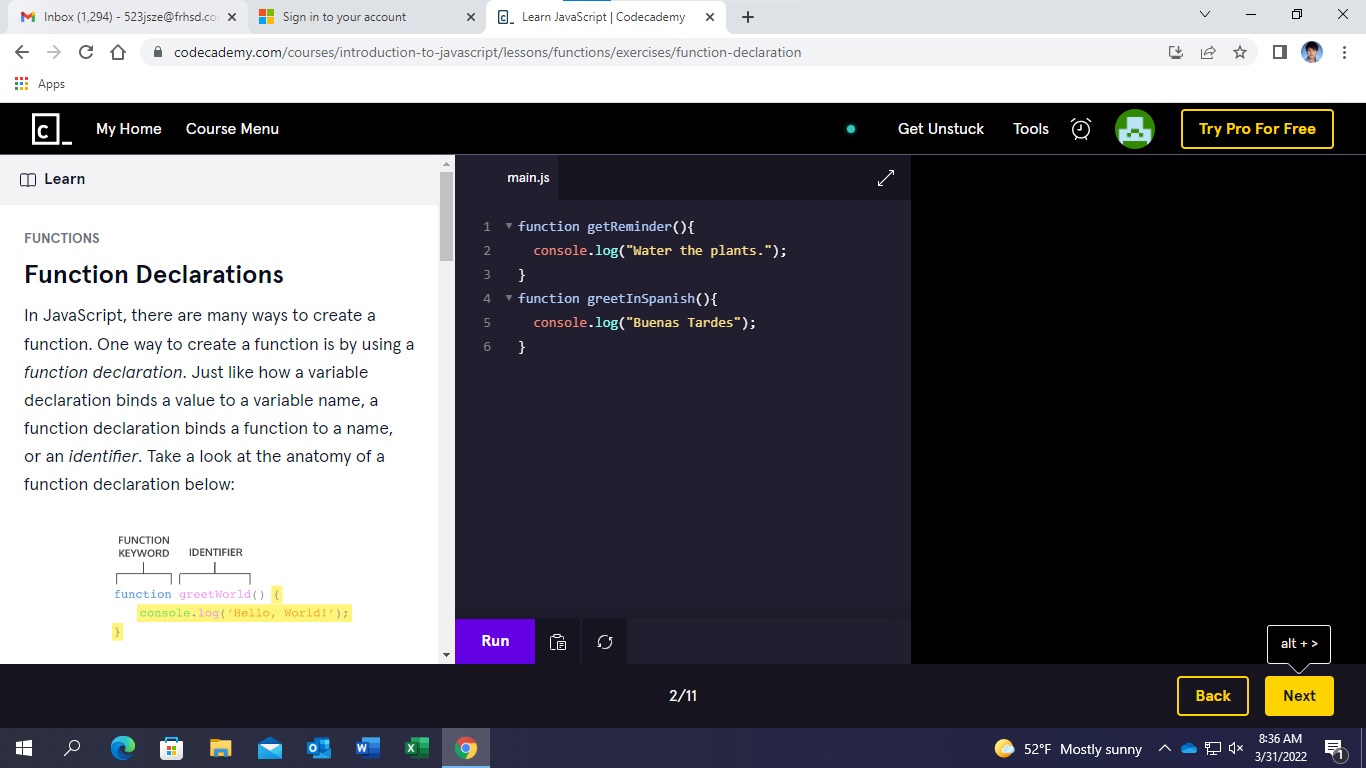 Inbox (1,294) - 523jsze@frhsd.co
Sign in to your account
Learn JavaScript | Codecademy
codecademy.com/courses/introduction-to-javascript/lessons/functions/exercises/function-declaration
Apps
c_
My Home
Course Menu
Get Unstuck
Tools
Try Pro For Free
Learn
FUNCTIONS
Function Declarations
In JavaScript, there are many ways to create a
function. One way to create a function is by using a
function declaration. Just like how a variable
declaration binds a value to a variable name, a
function declaration binds a function to a name,
or an identifier. Take a look at the anatomy of a
function declaration below:
FUNCTION
KEYWORD
IDENTIFIER
function greetWorld() {
console.log('Hello, World!');
}
main.js
1 function getReminder(){
2 console.log("Water the plants.");
3 }
4 function greetInSpanish(){
5 console.log("Buenas Tardes");
6 }
Run
alt + >
2/11
Back
Next
52°F Mostly sunny
8:36 AM
3/31/2022
1